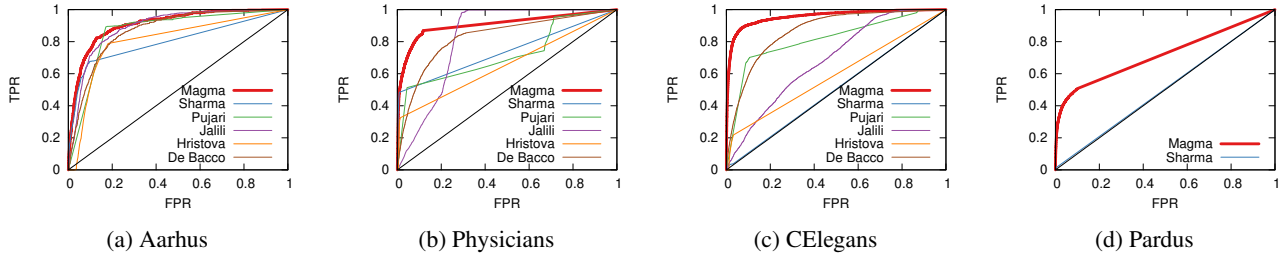 1
0.8
0.6
0.4
0.2
0
TPR
0 0.2 0.4 0.6 0.8 1
FPR
Magma
Sharma
Pujari
Jalili
Hristova
De Bacco
(a) Aarhus
1
0.8
0.6
0.4
0.2
0
TPR
0 0.2 0.4 0.6 0.8 1
FPR
Magma
Sharma
Pujari
Jalili
Hristova
De Bacco
(b) Physicians
1
0.8
0.6
0.4
0.2
0
TPR
0 0.2 0.4 0.6 0.8 1
FPR
Magma
Sharma
Pujari
Jalili
Hristova
De Bacco
(c) CElegans
1
0.8
0.6
0.4
0.2
0
TPR
0 0.2 0.4 0.6 0.8 1
FPR
Magma
Sharma
(d) Pardus